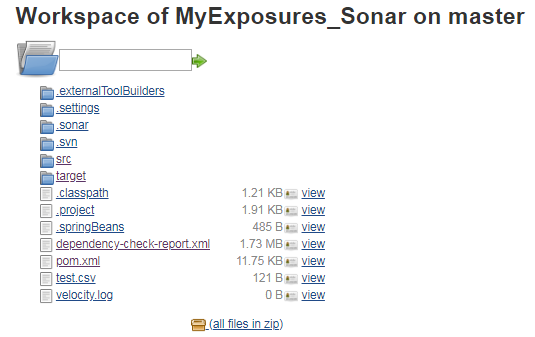 Workspace of MyExposures_Sonar on master
.externalToolBuilders
.settings
.sonar
.svn
src
target
.classpath 1.21 KB view
.project 1.91 KB view
.springBeans 485 B view
dependency-check-report.xml 1.73 MB view
pom.xml 11.75 KB view
test.csv 121 B view
velocity.log 0 B view
(all files in zip)